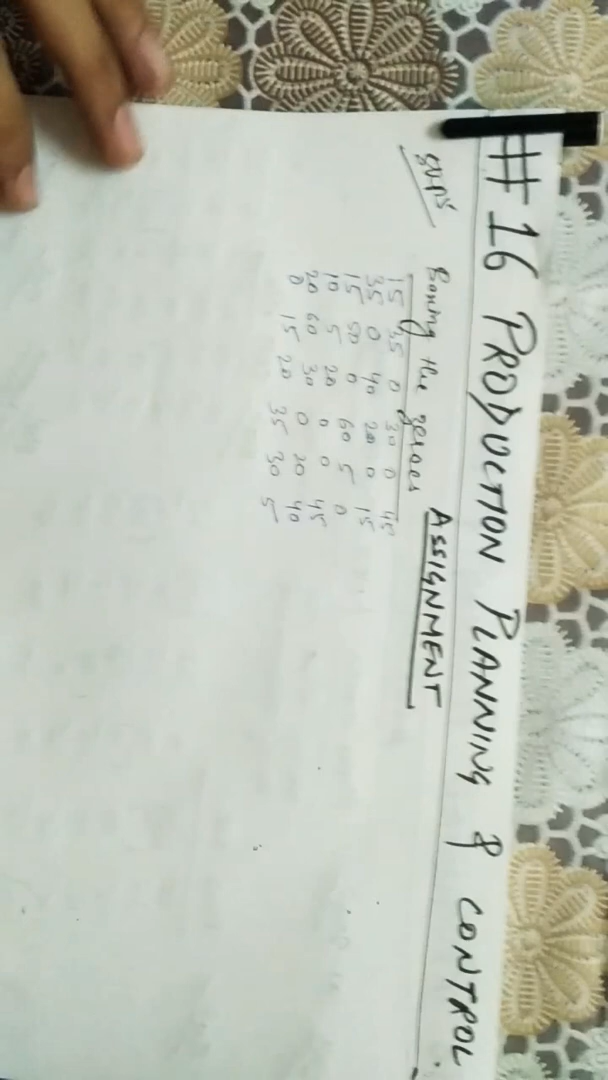 #16 PRODUCTION PLANNING & CONTROL
ASSIGNMENT
Boxing the zeroes
15 35 0 30 0 45
35 0 40 20 0 15
15 50 0 60 5 0
10 5 20 0 0 45
20 60 30 0 20 40
0 15 20 35 30 5